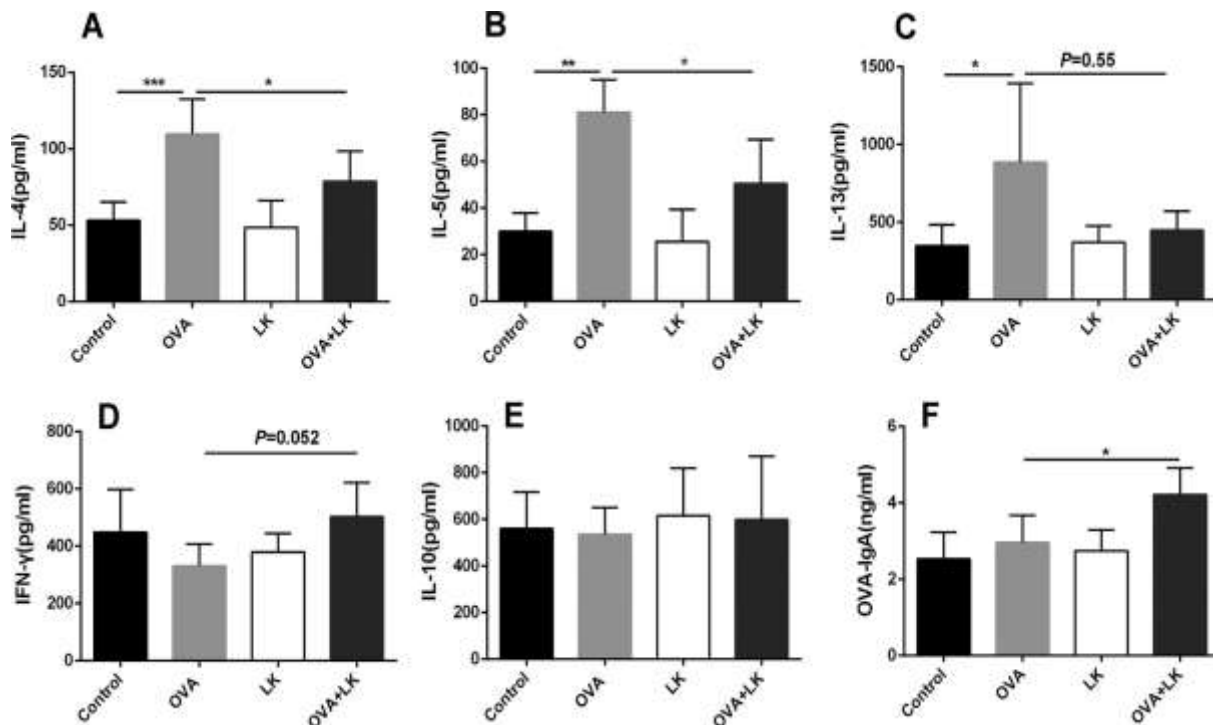 A
IL-4(pg/ml)
150
100
50
0
***
*
Control
OVA
LK
OVA+LK
B
IL-5(pg/ml)
100
80
60
40
20
0
**
*
Control
OVA
LK
OVA+LK
C
IL-13(pg/ml)
1500
1000
500
0
*
P=0.55
Control
OVA
LK
OVA+LK
D
IFN-γ(pg/ml)
800
600
400
200
0
P=0.052
Control
OVA
LK
OVA+LK
E
IL-10(pg/ml)
1000
800
600
400
200
0
Control
OVA
LK
OVA+LK
F
OVA-IgA(ng/ml)
6
4
2
0
*
Control
OVA
LK
OVA+LK